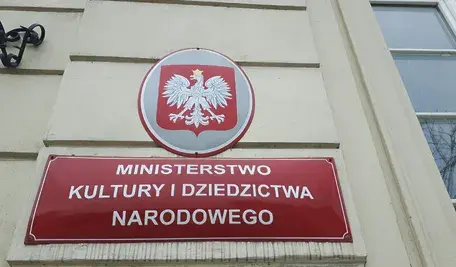 MINISTERSTWO
KULTURY I DZIEDZICTWA
NARODOWEGO